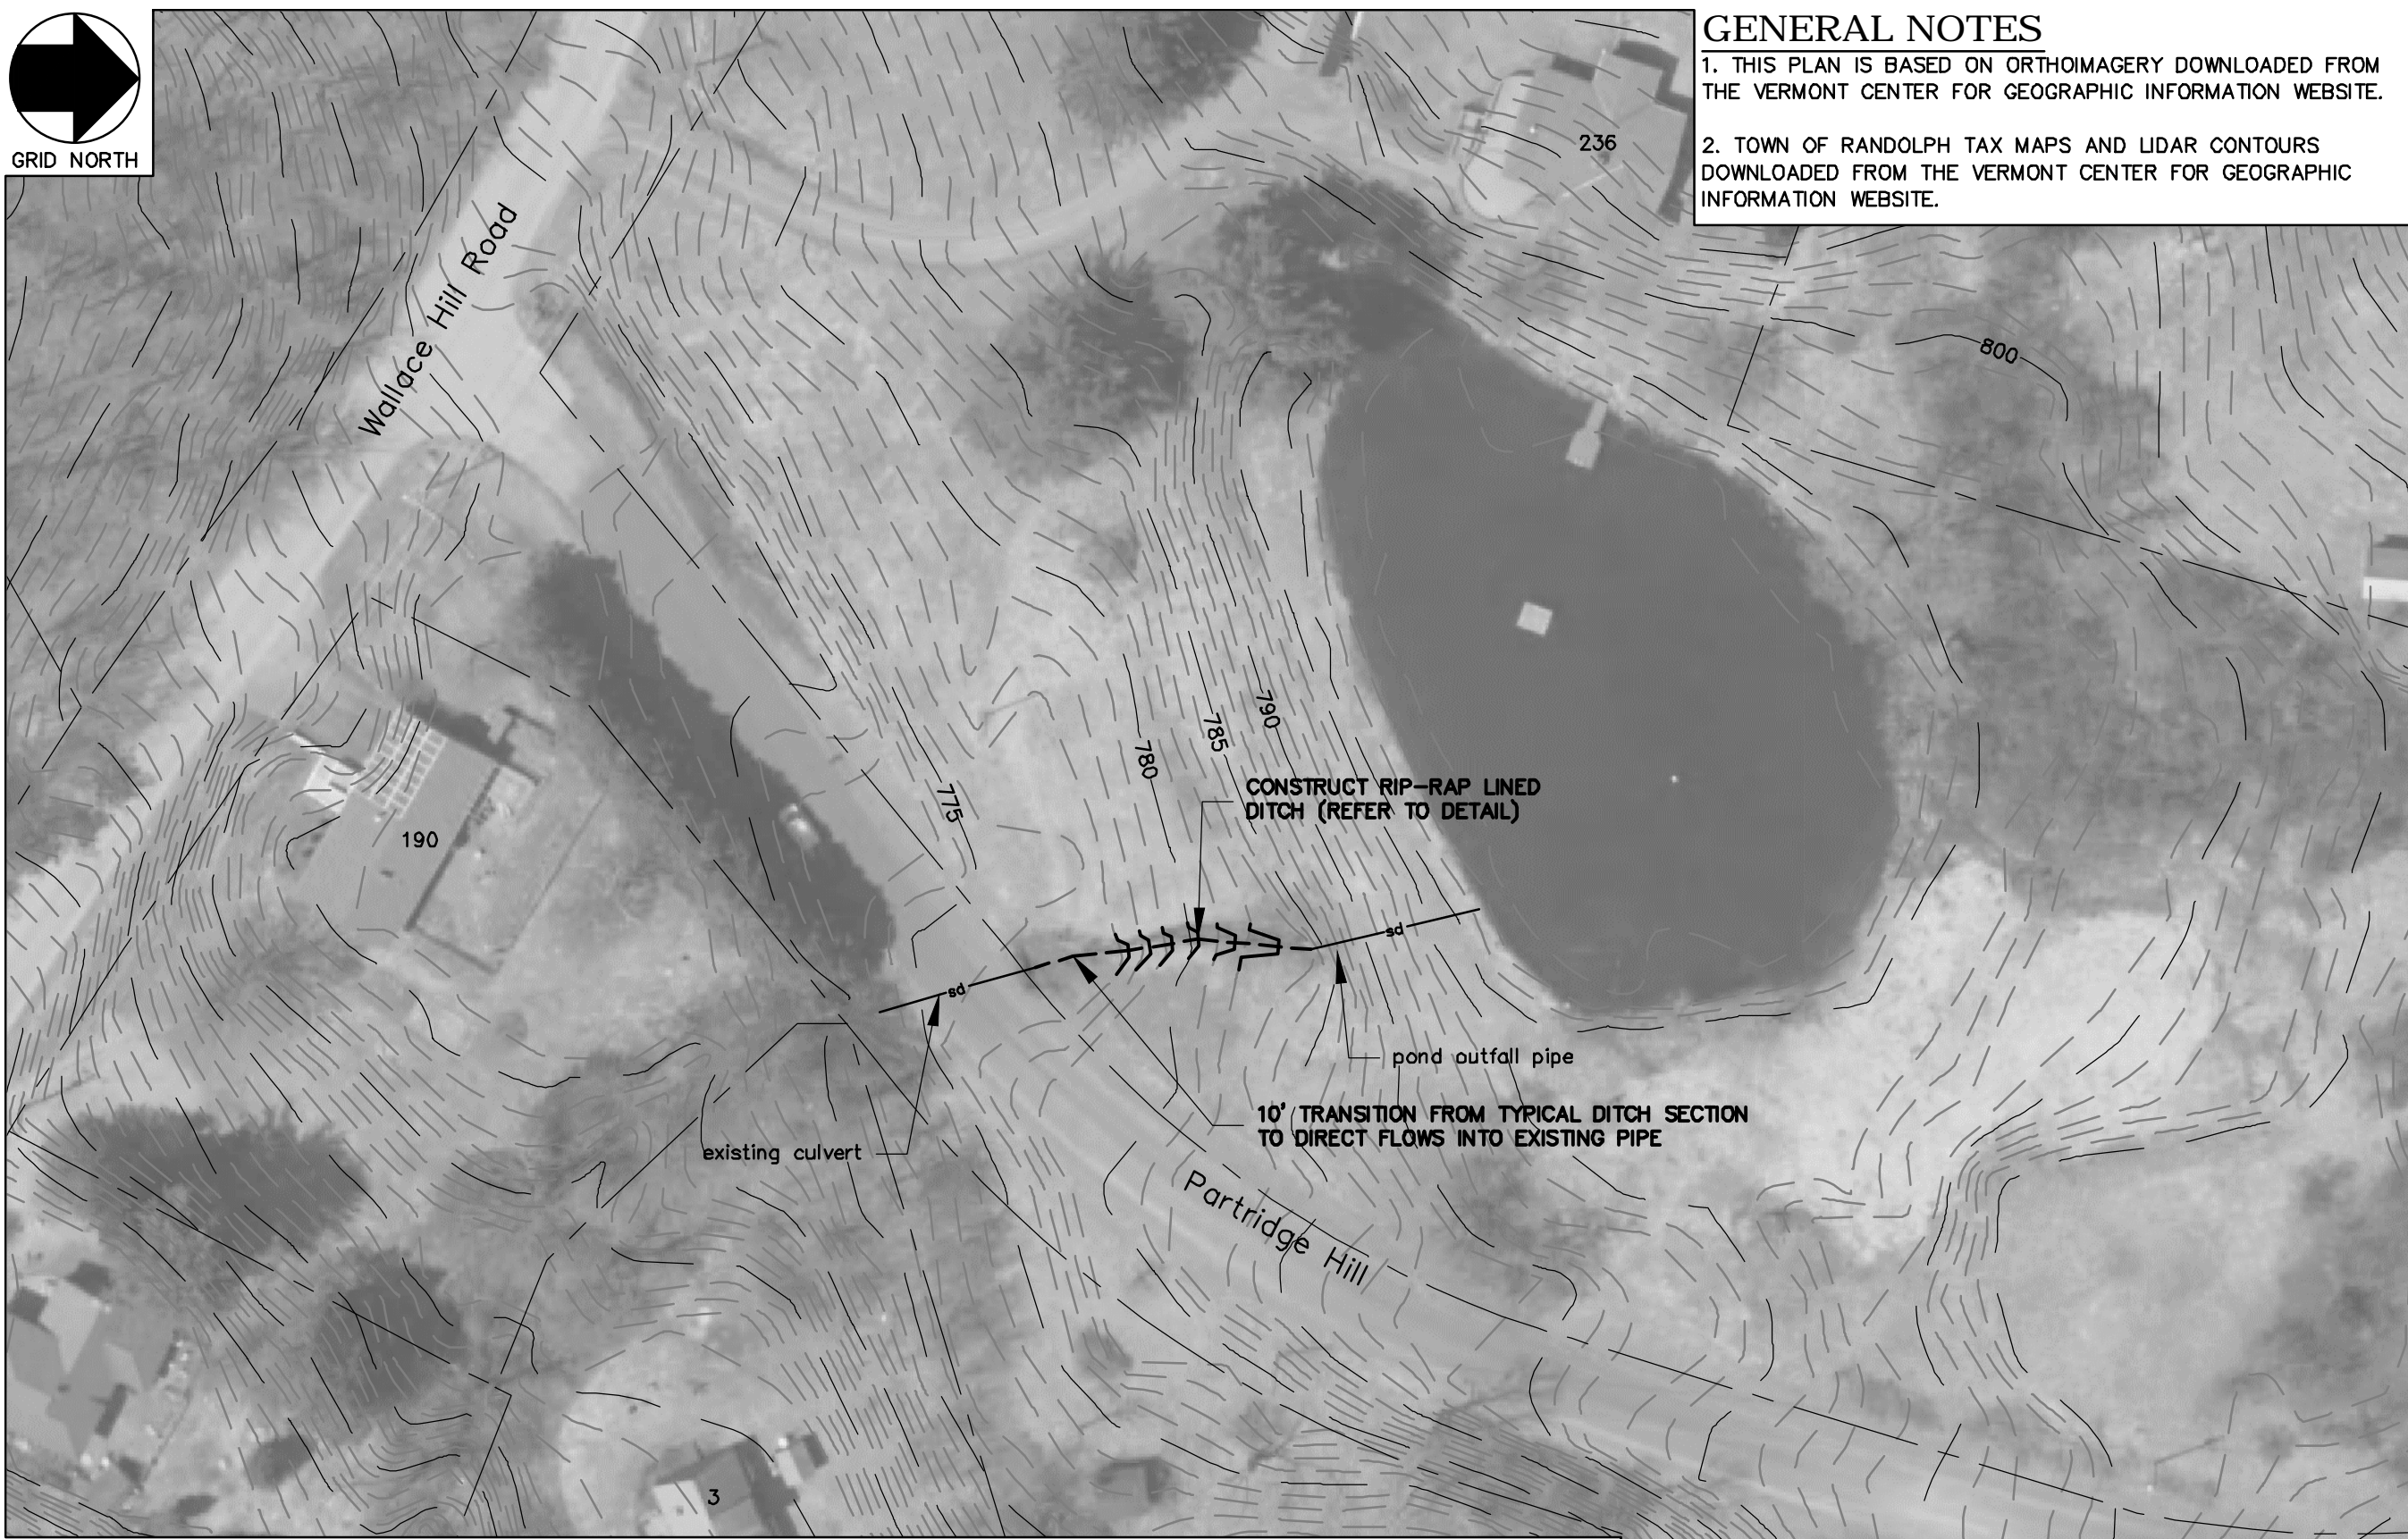 GRID NORTH
GENERAL NOTES
1. THIS PLAN IS BASED ON ORTHOIMAGERY DOWNLOADED FROM
THE VERMONT CENTER FOR GEOGRAPHIC INFORMATION WEBSITE.
2. TOWN OF RANDOLPH TAX MAPS AND LIDAR CONTOURS
DOWNLOADED FROM THE VERMONT CENTER FOR GEOGRAPHIC
INFORMATION WEBSITE.
236
Wallace Hill Road
800
790
785
780
775
CONSTRUCT RIP-RAP LINED
DITCH (REFER TO DETAIL)
190
sd
sd
pond outfall pipe
10' TRANSITION FROM TYPICAL DITCH SECTION
TO DIRECT FLOWS INTO EXISTING PIPE
existing culvert
Partridge Hill
3